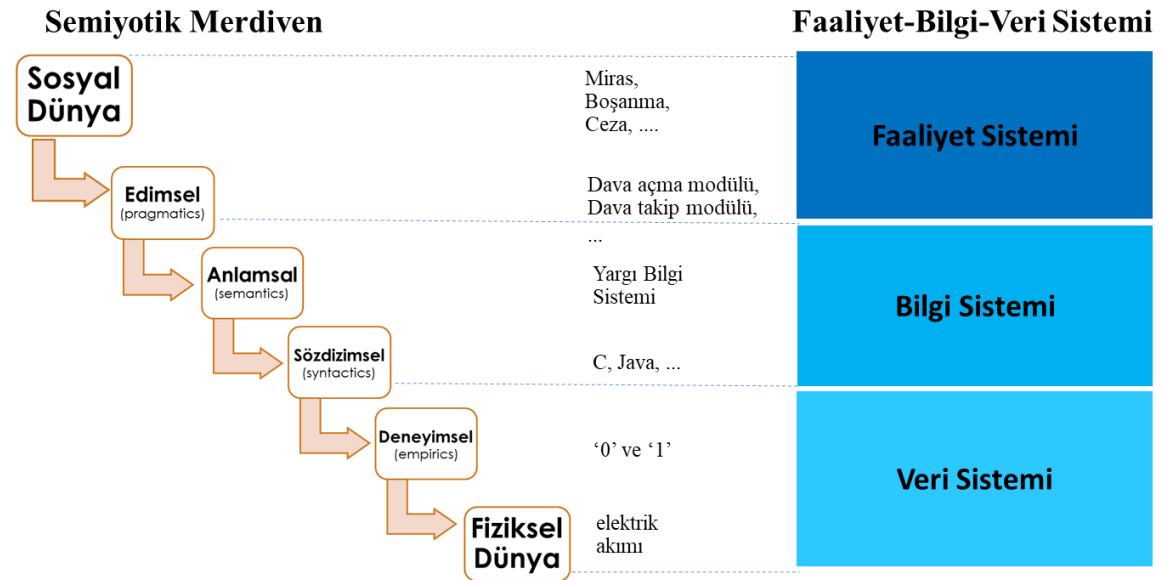 Semiyotik Merdiven
Faaliyet-Bilgi-Veri Sistemi
Sosyal
Dünya
Miras,
Boşanma,
Ceza, ....
Faaliyet Sistemi
Edimsel
(pragmatics)
Dava açma modülü,
Dava takip modülü,
...
Anlamsal
(semantics)
Yargı Bilgi
Sistemi
Bilgi Sistemi
Sözdizimsel
(syntactics)
C, Java, ...
Deneyimsel
(empirics)
‘0’ ve ‘1’
Veri Sistemi
Fiziksel
Dünya
elektrik
akımı